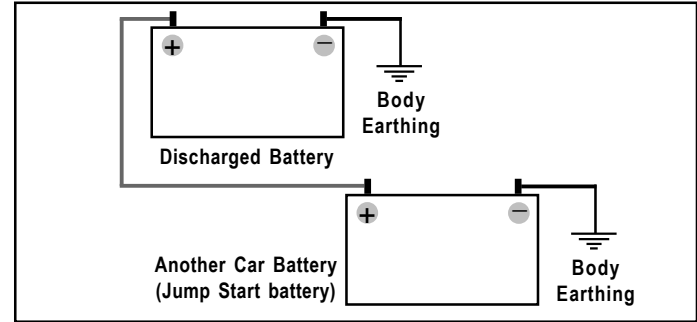 + −
Body
Earthing
Discharged Battery
+ −
Another Car Battery
(Jump Start battery)
Body
Earthing